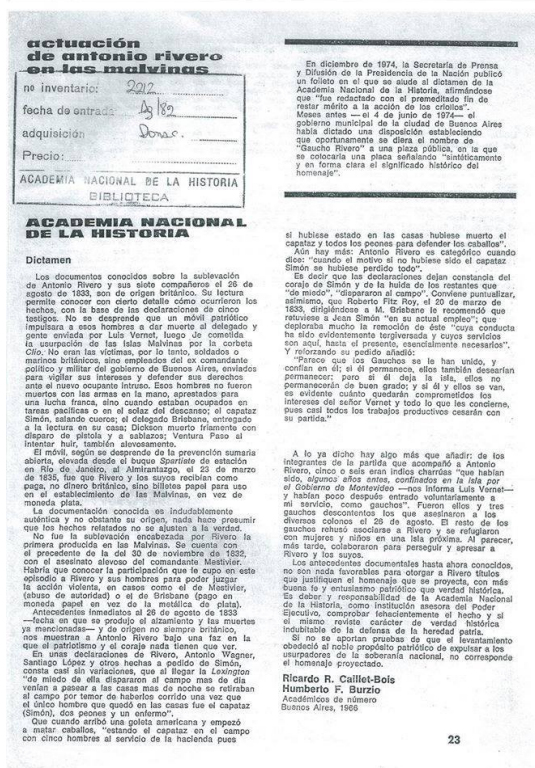 actuación
de antonio rivero
en las malvinas
nº inventario: 2012
fecha de entrada: Ag/82
adquisición
Precio:
ACADEMIA NACIONAL DE LA HISTORIA
BIBLIOTECA
ACADEMIA NACIONAL
DE LA HISTORIA
Dictamen
Los documentos conocidos sobre la sublevación
de Antonio Rivero y sus siete compañeros el 26 de
agosto de 1833, son de origen británico. Su lectura
permite conocer con cierto detalle cómo ocurrieron los
hechos, con la base de las declaraciones de cinco
testigos. No se desprende que un móvil patriótico
impulsara a esos hombres a dar muerte al delegado y
gente enviada por Luis Vernet, luego de cometida
la usurpación de las Islas Malvinas por la corbeta
Clío. No eran las víctimas, por lo tanto, soldados o
marinos británicos, sino empleados del ex comandante
político y militar del gobierno de Buenos Aires, enviados
para vigilar sus intereses y defender sus derechos
ante el nuevo ocupante intruso. Esos hombres no fueron
muertos con las armas en la mano, aprestados para
una lucha franca, sino cuando estaban ocupados en
tareas pacíficas o en el solaz del descanso; el capataz
Simón, salando cueros; el delegado Brisbane, entregado
a la lectura en su casa; Dickson muerto fríamente con
disparo de pistola y a sablazos; Ventura Paso al
intentar huir, también alevosamente.
El móvil, según se desprende de la prevención sumaria
abierta, elevada desde el buque Spartiate de estación
en Río de Janeiro, al Almirantazgo, el 23 de marzo
de 1835, fue que Rivero y los suyos recibían como
paga, no dinero británico, sino billetes papel para uso
en el establecimiento de las Malvinas, en vez de
moneda plata.
La documentación conocida es indudablemente
auténtica y no obstante su origen, nada hace presumir
que los hechos relatados no se ajusten a la verdad.
No fue la sublevación encabezada por Rivero la
primera producida en las Malvinas. Se cuenta con
el precedente de la del 30 de noviembre de 1832,
con el asesinato alevoso del comandante Mestivier.
Habría que conocer la participación que le cupo en este
episodio a Rivero y sus hombres para poder juzgar
la acción violenta, en casos como el de Mestivier,
(abuso de autoridad) o el de Brisbane (pago en
moneda papel en vez de la metálica de plata).
Antecedentes inmediatos al 26 de agosto de 1833
—fecha en que se produjo el alzamiento y las muertes
ya mencionadas— y de origen no siempre británico,
nos muestran a Antonio Rivero bajo una faz en la
que el patriotismo y el coraje nada tienen que ver.
En unas declaraciones de Rivero, Antonio Wagner,
Santiago López y otros hechas a pedido de Simón,
consta casi sin variaciones, que al llegar la Lexington
"de miedo de ella dispararon al campo mas de dia
venían a pasear a las casas mas de noche se retiraban
al campo por temor de haberlos corrido una vez que
el único hombre que quedó en las casas fue el capataz
(Simón), dos peones y un enfermo".
Que cuando arribó una goleta americana y empezó
a matar caballos, "estando el capataz en el campo
con cinco hombres al servicio de la hacienda pues
En diciembre de 1974, la Secretaría de Prensa
y Difusión de la Presidencia de la Nación publicó
un folleto en el que se alude al dictamen de la
Academia Nacional de la Historia, afirmándose
que "fue redactado con el premeditado fin de
restar mérito a la acción de los criollos".
Meses antes —el 4 de junio de 1974— el
gobierno municipal de la ciudad de Buenos Aires
había dictado una disposición estableciendo
que oportunamente se diera el nombre de
"Gaucho Rivero" a una plaza pública, en la que
se colocaría una placa señalando "sintéticamente
y en forma clara el significado histórico del
homenaje".
si hubiese estado en las casas hubiese muerto el
capataz y todos los peones para defender los caballos".
Aún hay más: Antonio Rivero es categórico cuando
dice: "cuando el motivo si no hubiese sido el capataz
Simón se hubiese perdido todo".
Es decir que las declaraciones dejan constancia del
coraje de Simón y de la huida de los restantes que
"de miedo", "dispararon al campo". Conviene puntualizar,
asimismo, que Roberto Fitz Roy, el 20 de marzo de
1833, dirigiéndose a M. Brisbane le recomendó que
retuviese a Jean Simón "en su actual empleo"; que
deploraba mucho la remoción de éste "cuya conducta
ha sido evidentemente tergiversada y cuyos servicios
son aquí, hasta el presente, esencialmente necesarios".
Y reforzando su pedido añadió:
"Parece que los Gauchos se le han unido, y
confían en él; si él permanece, ellos también desearían
permanecer; pero si él deja la isla, ellos no
permanecerán de buen grado; y si él y ellos se van,
es evidente cuánto quedarán comprometidos los
intereses del señor Vernet y todo lo que les concierne,
pues casi todos los trabajos productivos cesarán con
su partida."
A lo ya dicho hay algo más que añadir: de los
integrantes de la partida que acompañó a Antonio
Rivero, cinco o seis eran indios charrúas "que habían
sido, algunos años antes, confinados en la isla por
el Gobierno de Montevideo —nos informa Luis Vernet—
y habían poco después entrado voluntariamente a
mi servicio, como gauchos". Fueron ellos y tres
gauchos descontentos los que asesinaron a los
diversos colonos el 26 de agosto. El resto de los
gauchos rehusó asociarse a Rivero y se refugiaron
con mujeres y niños en una isla próxima. Al parecer,
más tarde, colaboraron para perseguir y apresar a
Rivero y los suyos.
Los antecedentes documentales hasta ahora conocidos,
no son nada favorables para otorgar a Rivero títulos
que justifiquen el homenaje que se proyecta, con más
buena fe y entusiasmo patriótico que verdad histórica.
Es deber y responsabilidad de la Academia Nacional
de la Historia, como institución asesora del Poder
Ejecutivo, comprobar fehacientemente el hecho y si
el mismo reviste carácter de verdad histórica
indubitable de la defensa de la heredad patria.
Si no se aportan pruebas de que el levantamiento
obedeció al noble propósito patriótico de expulsar a los
usurpadores de la soberanía nacional, no corresponde
el homenaje proyectado.
Ricardo R. Caillet-Bois
Humberto F. Burzio
Académicos de número
Buenos Aires, 1966
23